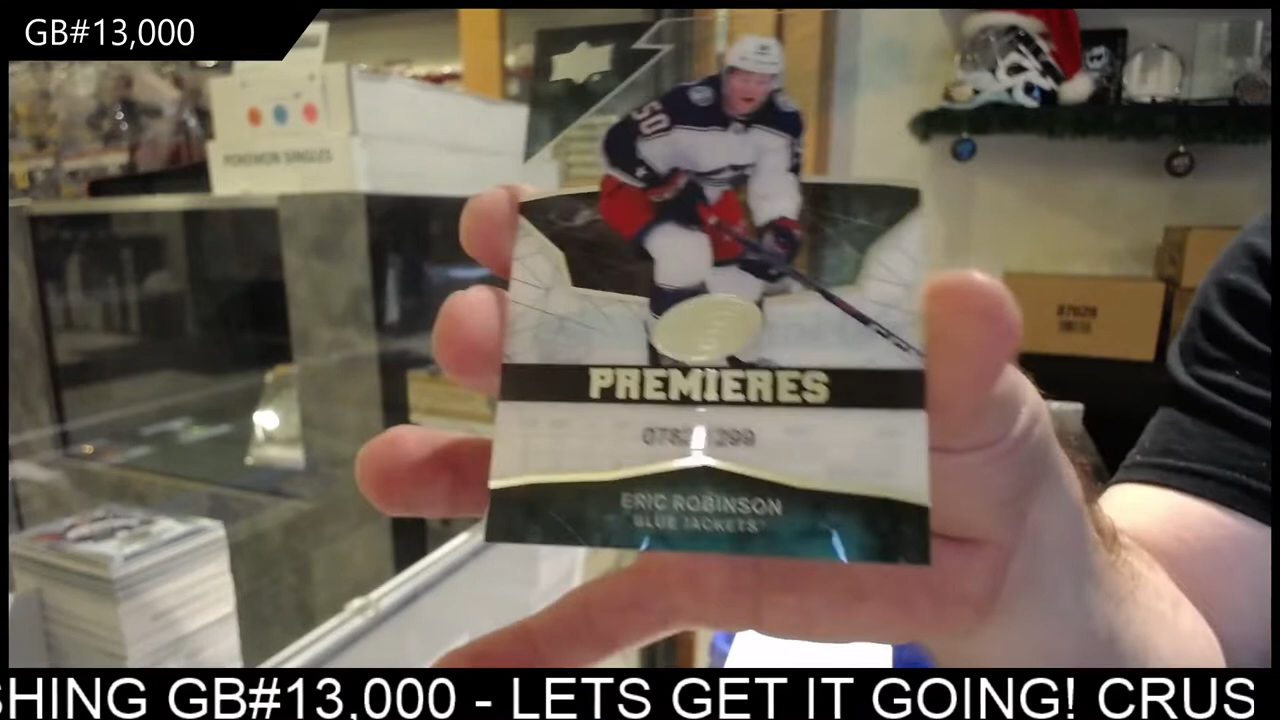 GB#13,000
POKEMON SINGLES
50
PREMIERES
299
ERIC ROBINSON
BLUE JACKETS
SHING GB#13,000 - LETS GET IT GOING! CRUS